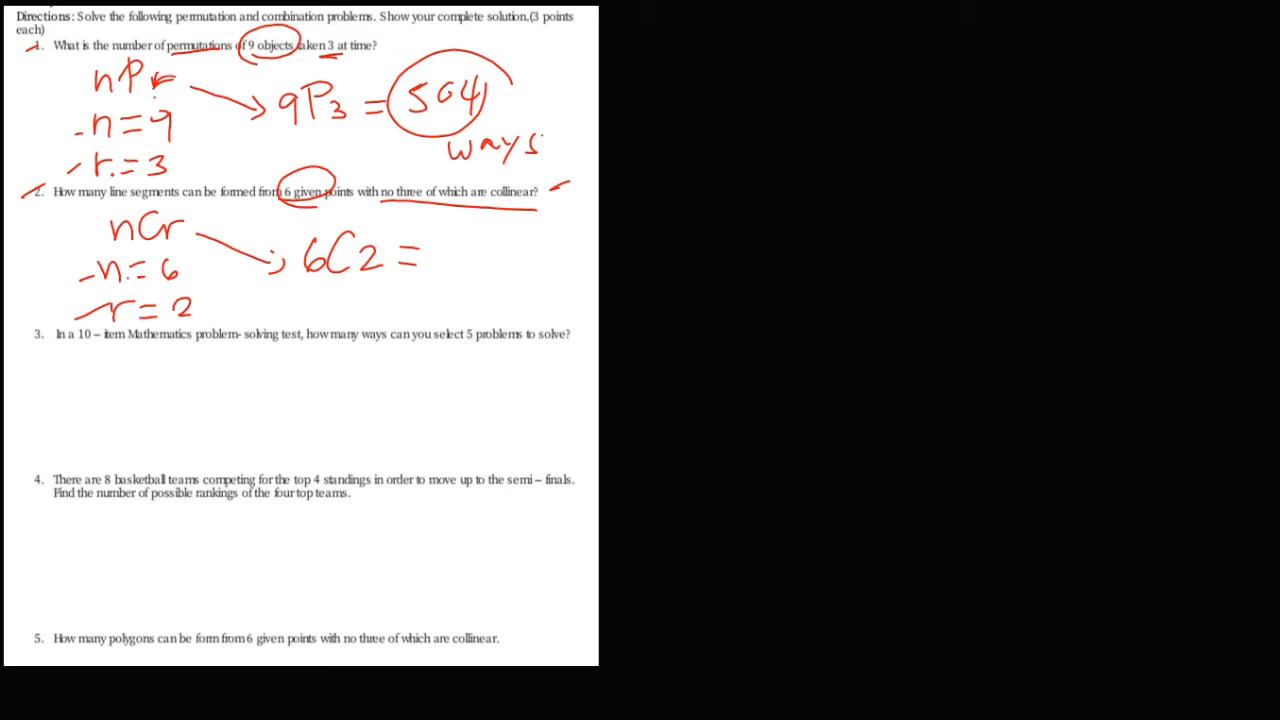 Directions: Solve the following permutation and combination problems. Show your complete solution.(3 points
each)
1. What is the number of permutations of 9 objects taken 3 at time?
nPr
9P3 = 504
- n = 9
ways
- r. = 3
2. How many line segments can be formed from 6 given points with no three of which are collinear?
nCr
6C2 =
- n. = 6
- r = 2
3. In a 10 – item Mathematics problem- solving test, how many ways can you select 5 problems to solve?
4. There are 8 basketball teams competing for the top 4 standings in order to move up to the semi – finals.
Find the number of possible rankings of the four top teams.
5. How many polygons can be form from 6 given points with no three of which are collinear.